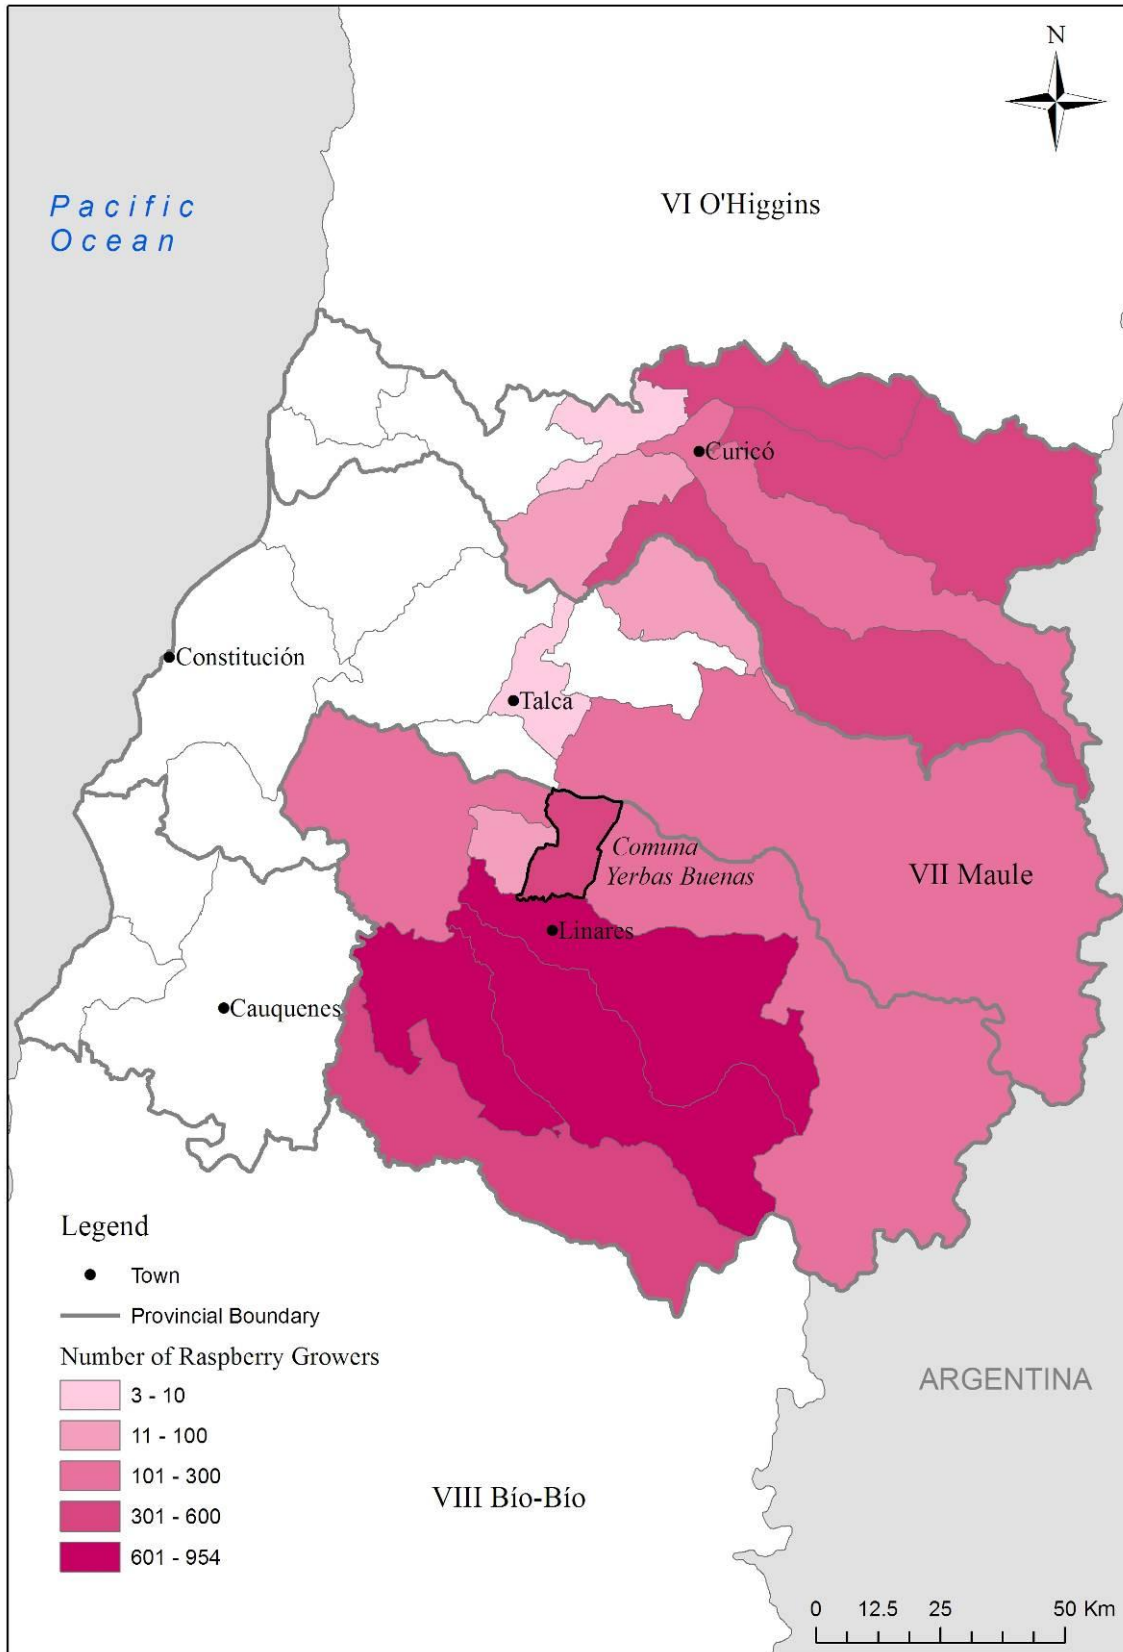 N
Pacific
Ocean
VI O'Higgins
Curicó
Constitución
Talca
Comuna
Yerbas Buenas
VII Maule
Linares
Cauquenes
Legend
Town
Provincial Boundary
Number of Raspberry Growers
3 - 10
11 - 100
101 - 300
301 - 600
601 - 954
ARGENTINA
VIII Bío-Bío
0 12.5 25 50 Km